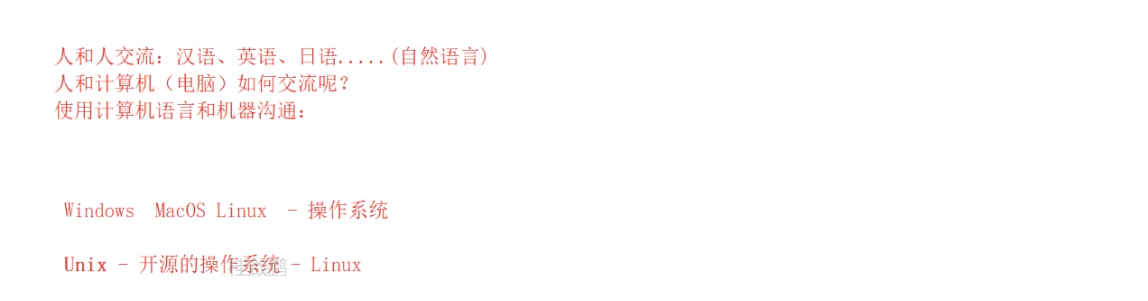 人和人交流：汉语、英语、日语.....(自然语言)
人和计算机（电脑）如何交流呢？
使用计算机语言和机器沟通：
Windows MacOS Linux - 操作系统
Unix - 开源的操作系统 - Linux